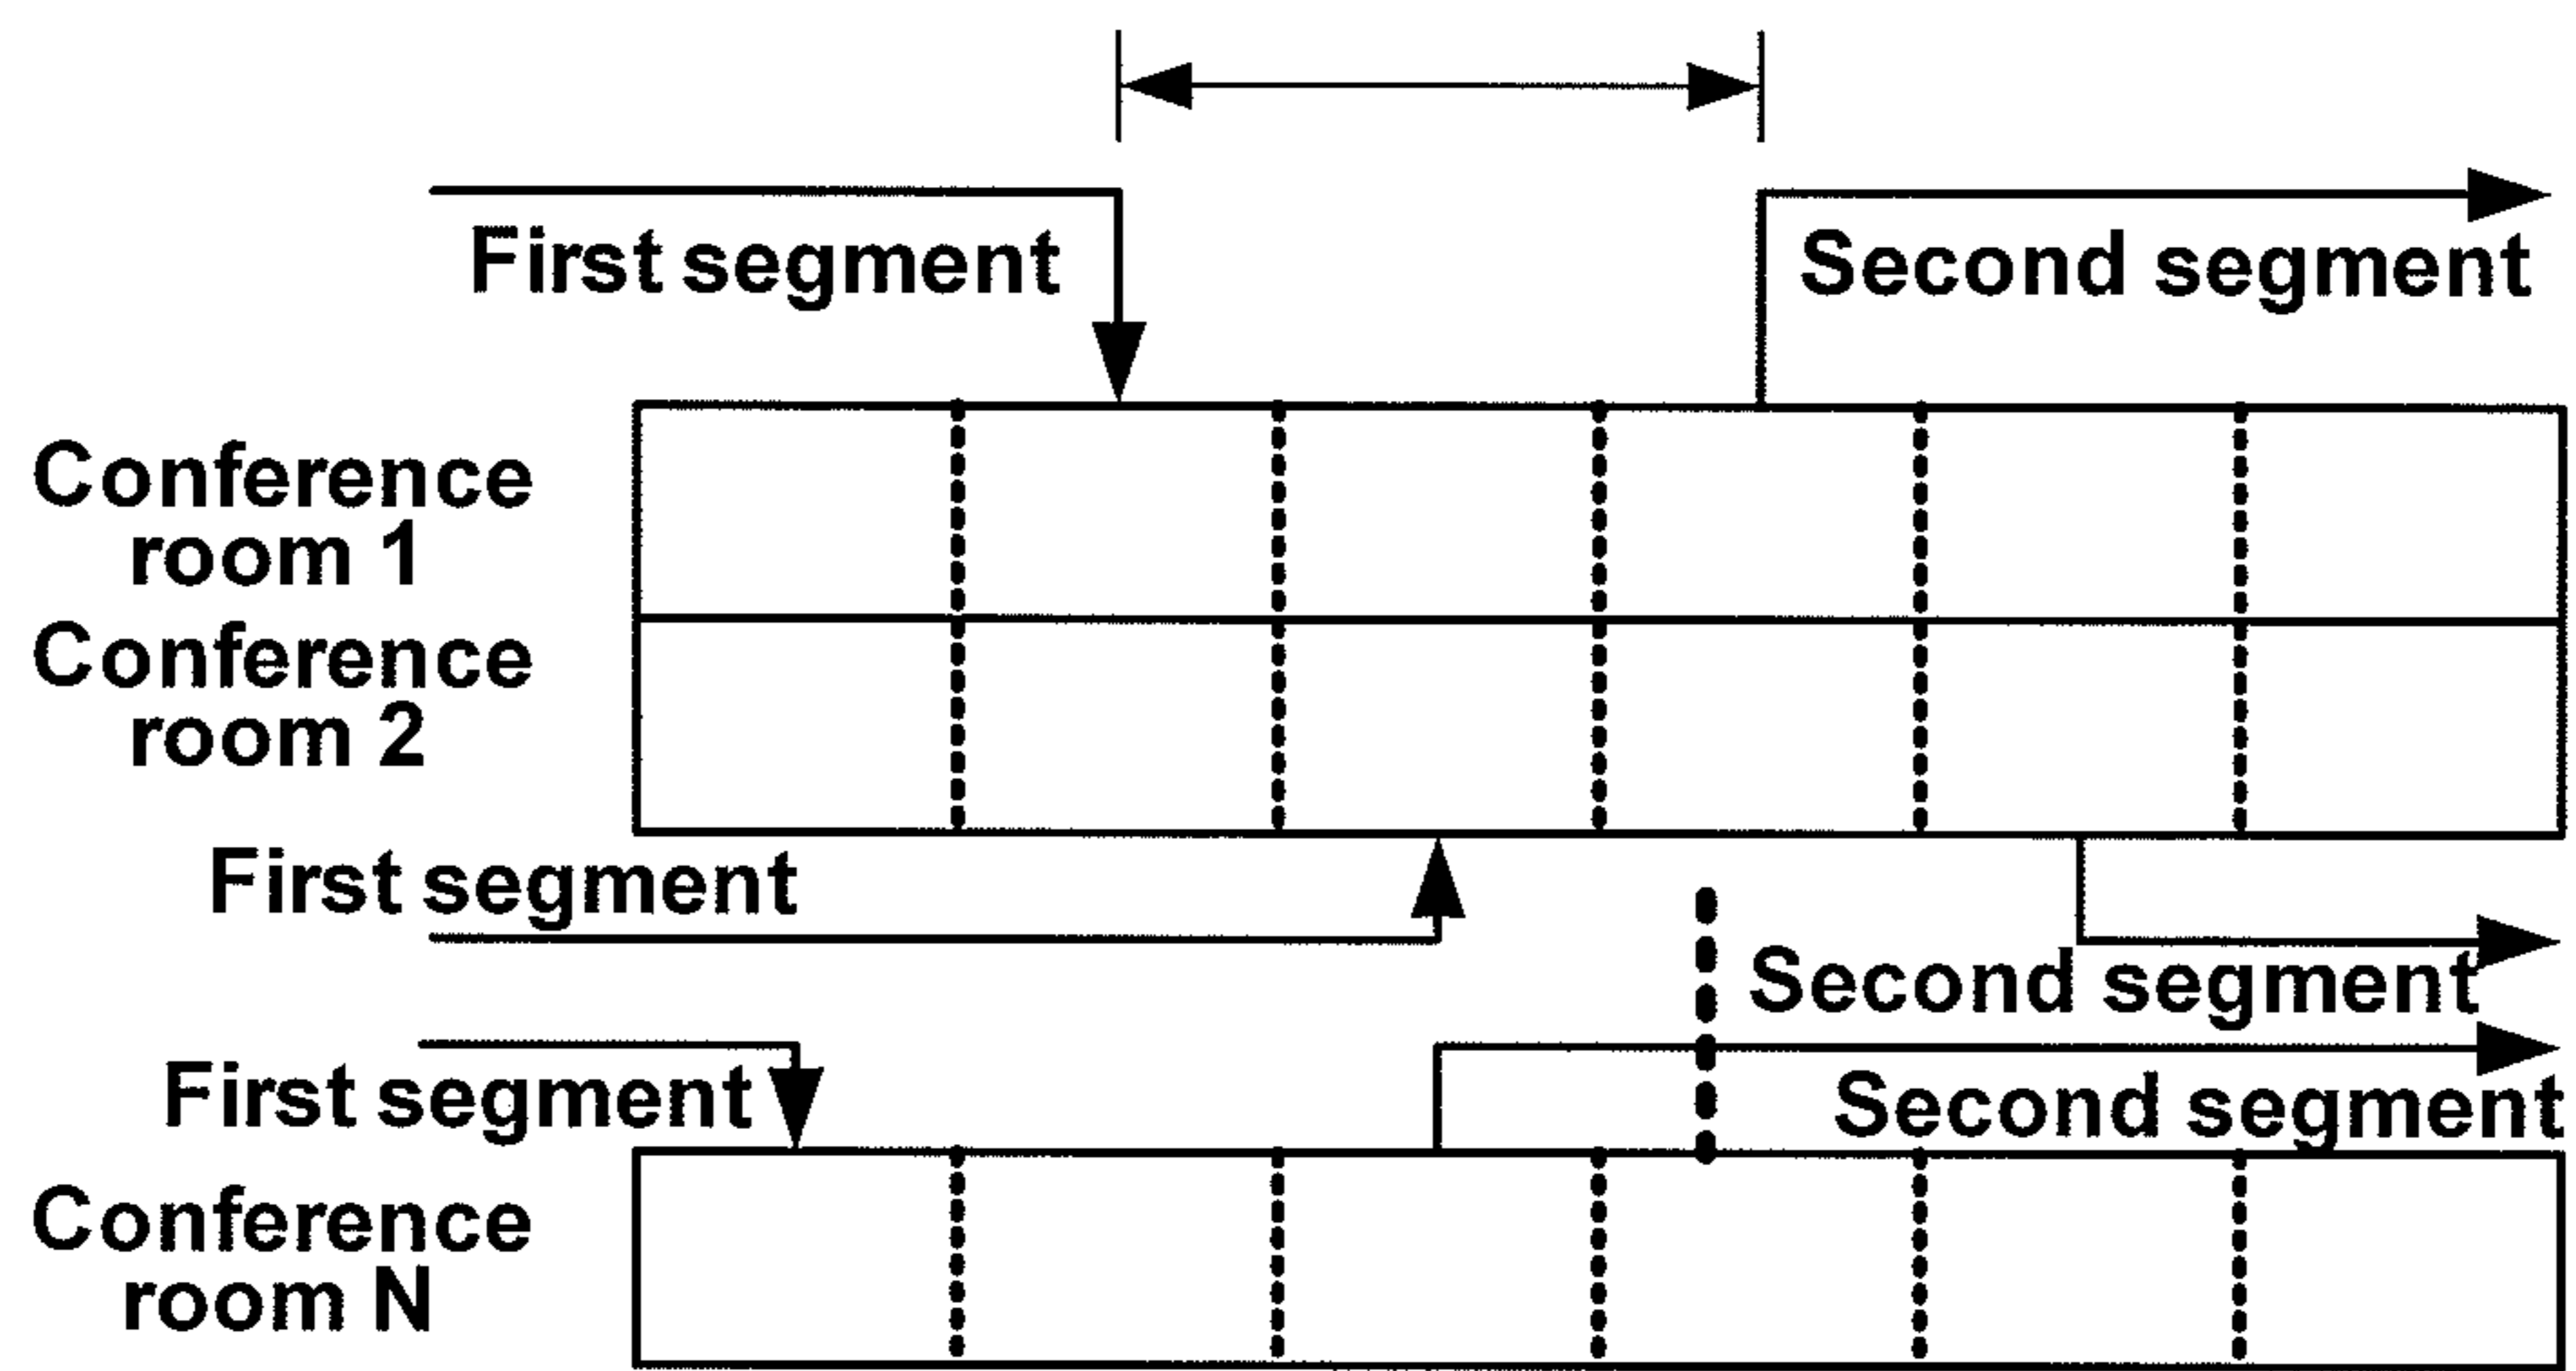 First segment
Second segment
Conference
room 1
Conference
room 2
First segment
Second segment
First segment
Second segment
Conference
room N